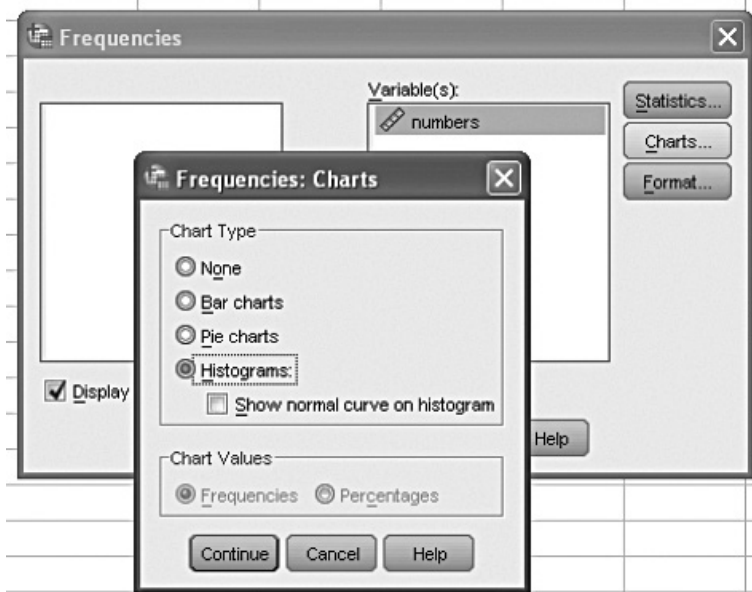 Frequencies
Variable(s):
numbers
Statistics...
Charts...
Format...
Display
Help
Frequencies: Charts
Chart Type
None
Bar charts
Pie charts
Histograms:
Show normal curve on histogram
Chart Values
Frequencies Percentages
Continue Cancel Help